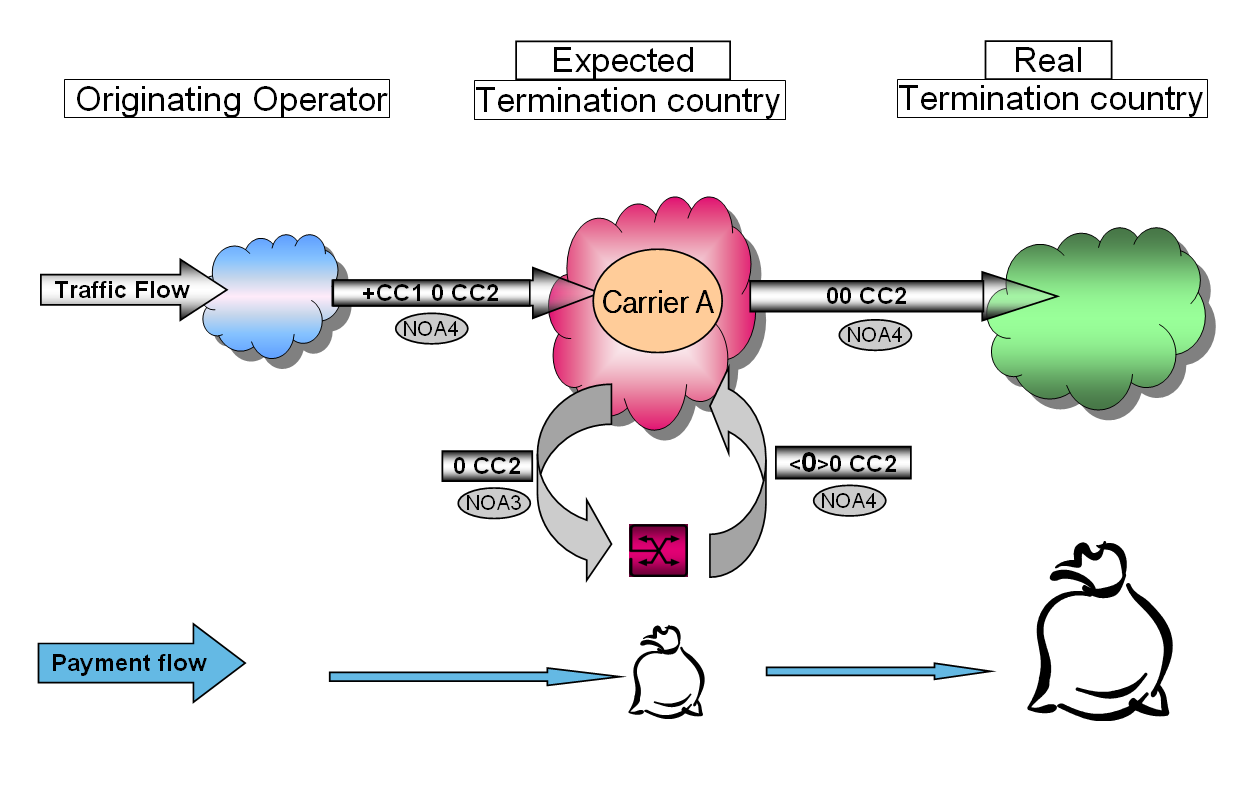 Originating Operator
Expected
Termination country
Real
Termination country
Traffic Flow
+CC1 0 CC2
NOA4
Carrier A
00 CC2
NOA4
0 CC2
NOA3
<0>0 CC2
NOA4
Payment flow